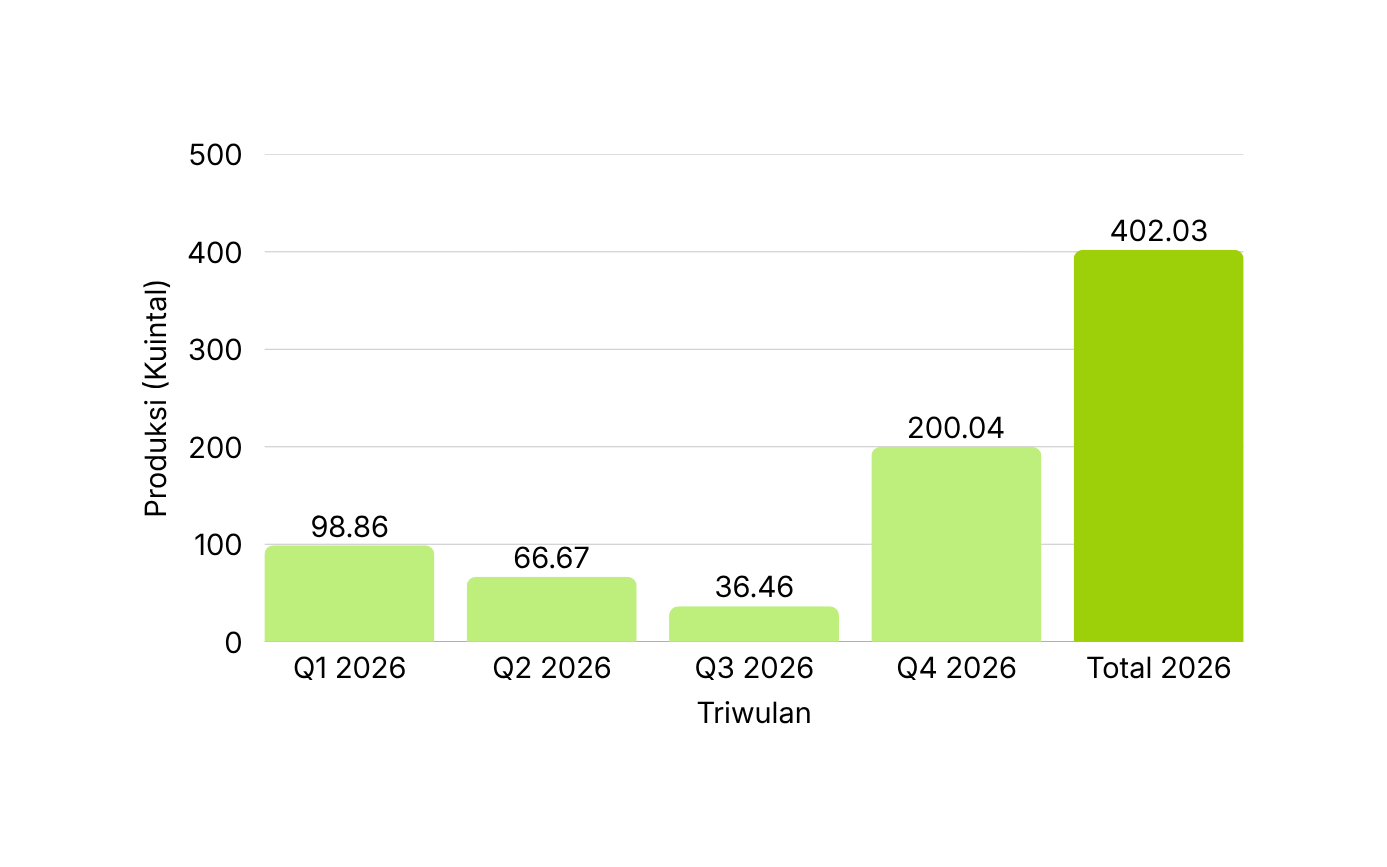 500
400
300
200
100
0
Produksi (Kuintal)
98.86
66.67
36.46
200.04
402.03
Q1 2026
Q2 2026
Q3 2026
Q4 2026
Total 2026
Triwulan